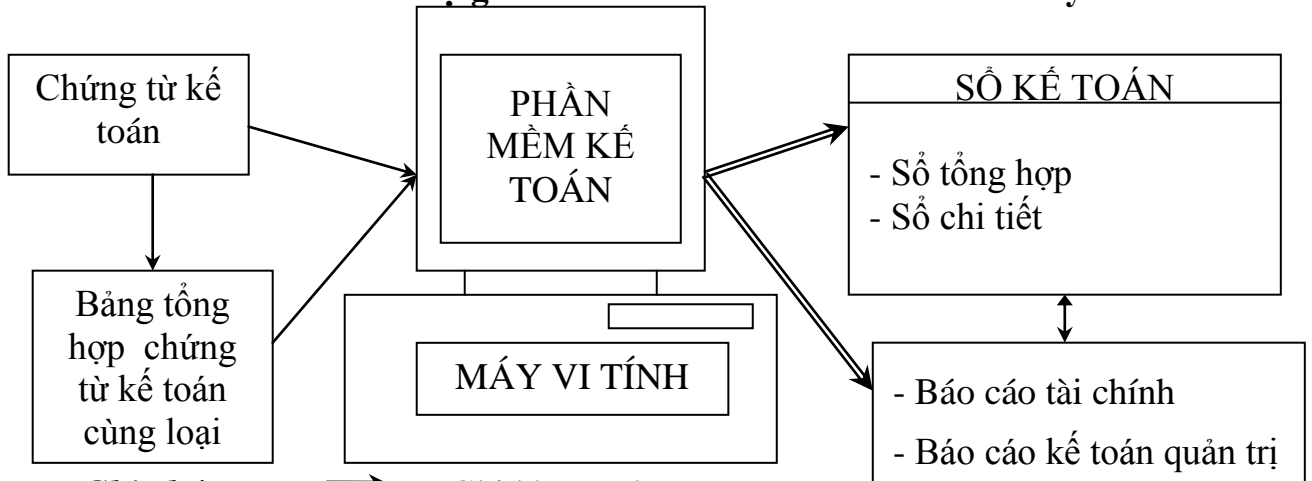 Chứng từ kế
toán
Bảng tổng
hợp chứng
từ kế toán
cùng loại
PHẦN
MỀM KẾ
TOÁN
MÁY VI TÍNH
SỔ KẾ TOÁN
- Sổ tổng hợp
- Sổ chi tiết
- Báo cáo tài chính
- Báo cáo kế toán quản trị